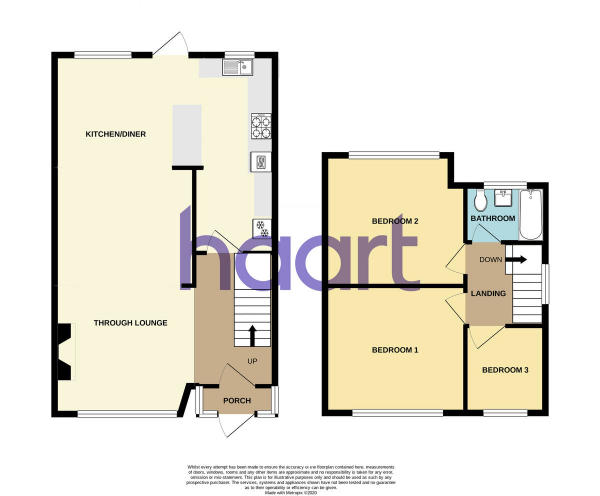 KITCHEN/DINER
THROUGH LOUNGE
UP
PORCH
BEDROOM 2
BATHROOM
DOWN
LANDING
BEDROOM 1
BEDROOM 3
haart
Whilst every attempt has been made to ensure the accuracy of the floorplan contained here, measurements
of doors, windows, rooms and any other items are approximate and no responsibility is taken for any error,
omission or mis-statement. This plan is for illustrative purposes only and should be used as such by any
prospective purchaser. The services, systems and appliances shown have not been tested and no guarantee
as to their operability or efficiency can be given.
Made with Metropix ©2020